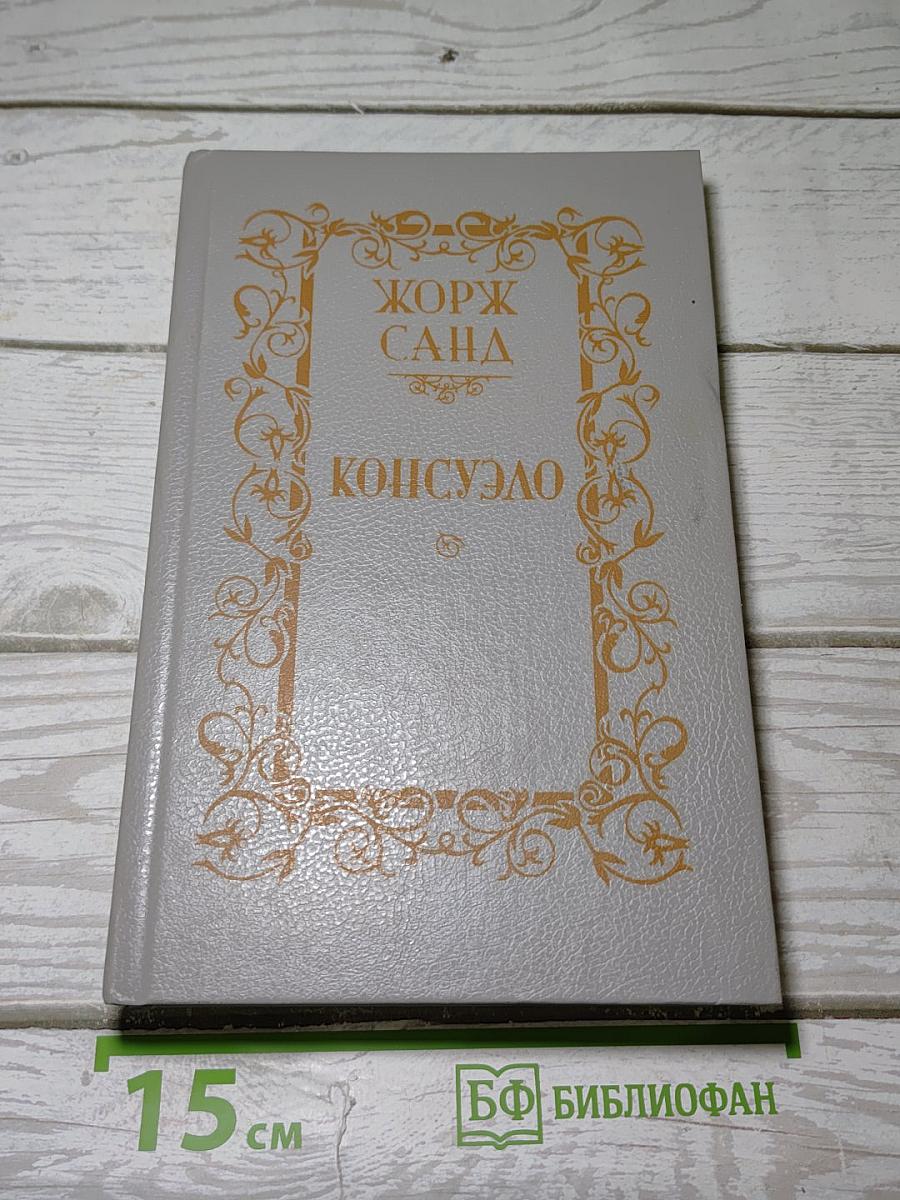 ЖОРЖ
САНД
КОНСУЭЛО
15 см
БФ БИБЛИОФАН